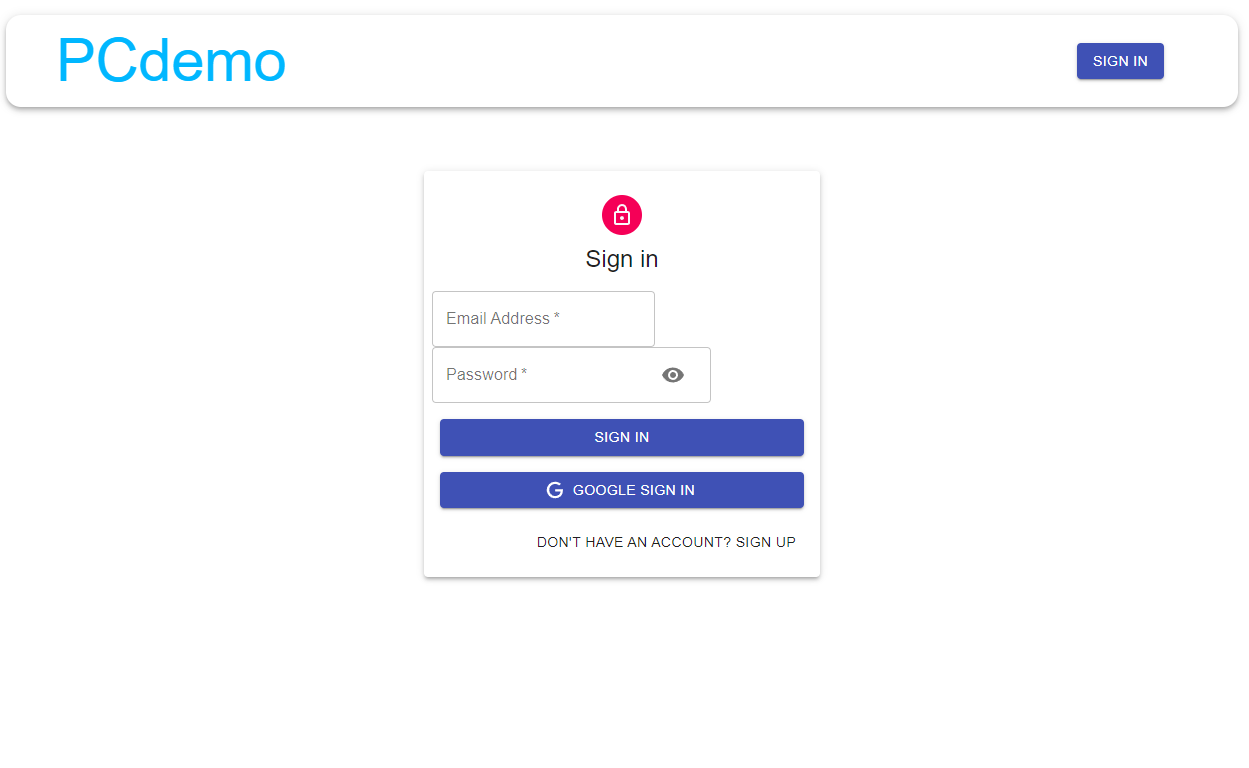 PCdemo
SIGN IN
Sign in
Email Address *
Password *
SIGN IN
GOOGLE SIGN IN
DON'T HAVE AN ACCOUNT? SIGN UP